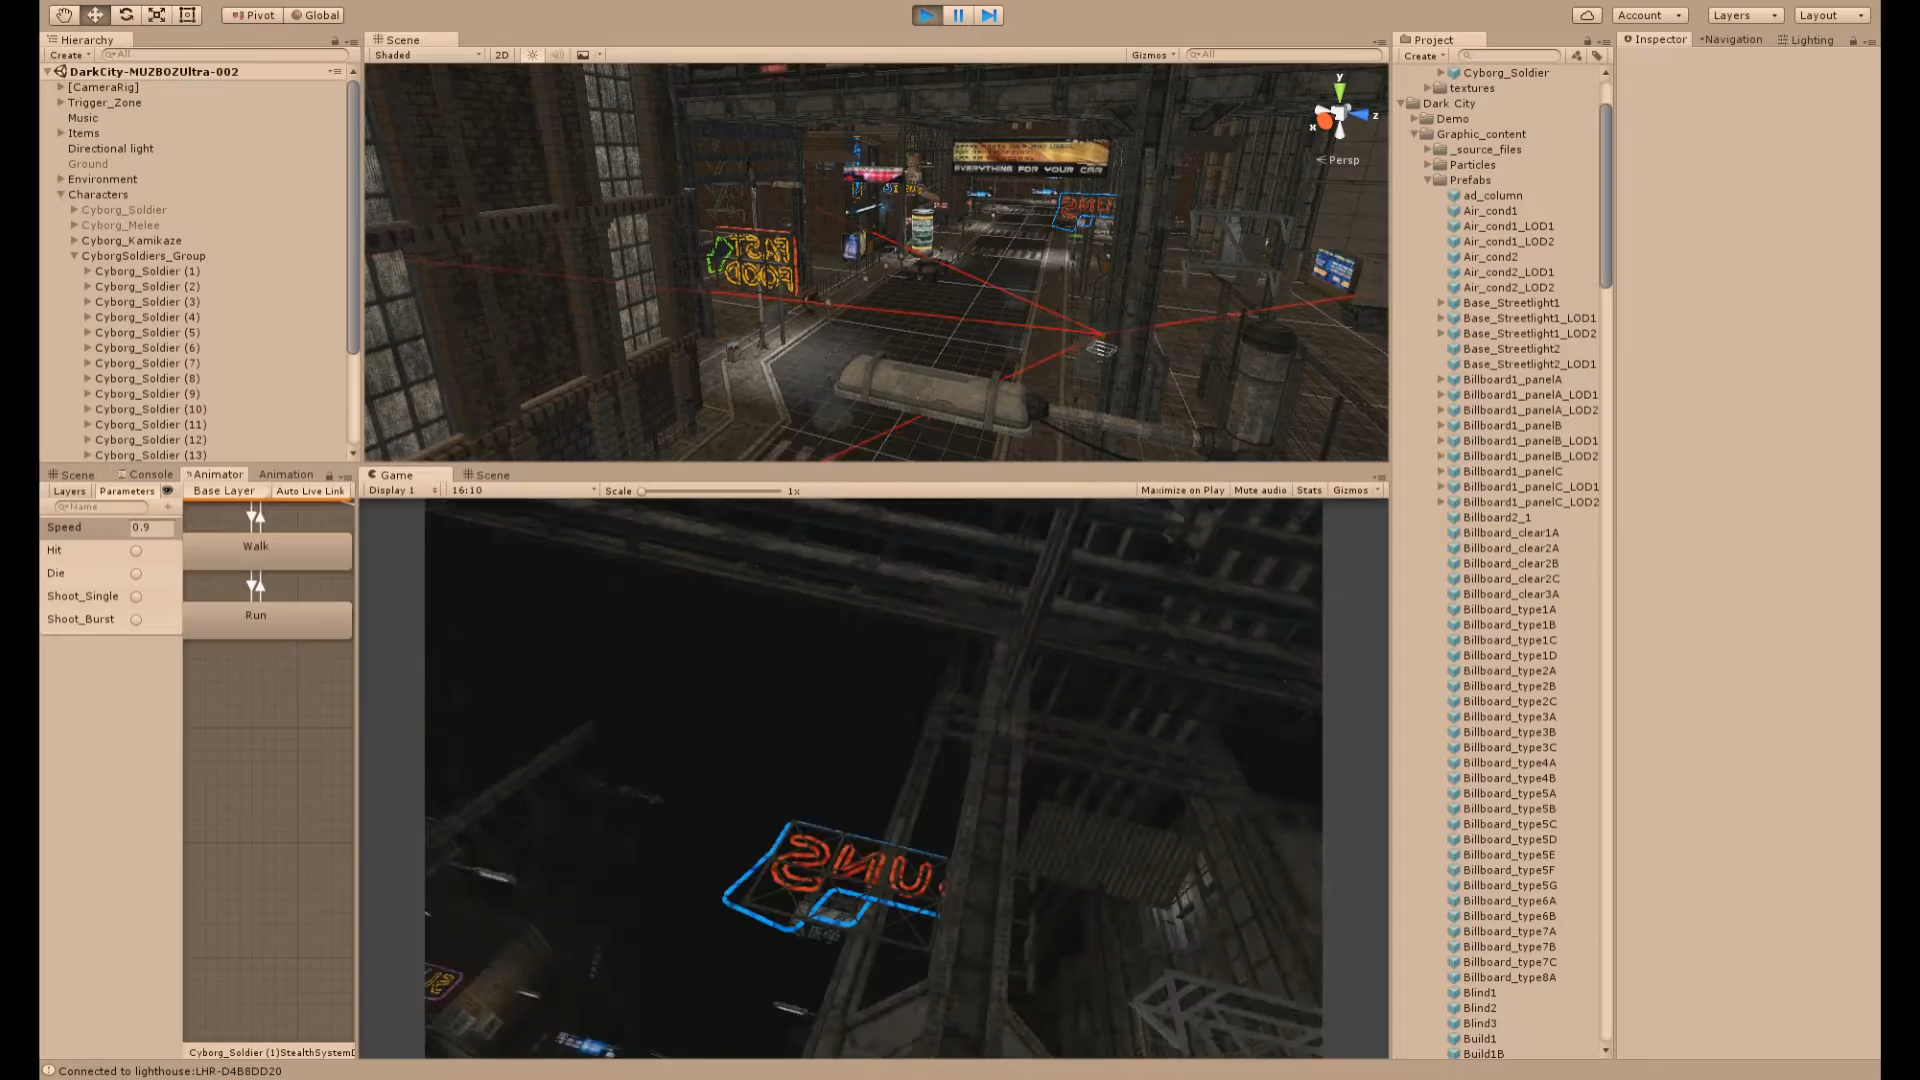 Pivot Global
Account Layers Layout
Hierarchy
Create All
DarkCity-MUZBOZUltra-002
[CameraRig]
Trigger_Zone
Music
Items
Directional light
Ground
Environment
Characters
Cyborg_Soldier
Cyborg_Melee
Cyborg_Kamikaze
CyborgSoldiers_Group
Cyborg_Soldier (1)
Cyborg_Soldier (2)
Cyborg_Soldier (3)
Cyborg_Soldier (4)
Cyborg_Soldier (5)
Cyborg_Soldier (6)
Cyborg_Soldier (7)
Cyborg_Soldier (8)
Cyborg_Soldier (9)
Cyborg_Soldier (10)
Cyborg_Soldier (11)
Cyborg_Soldier (12)
Cyborg_Soldier (13)
Scene
Shaded 2D Gizmos All
y
x z
Persp
EVERYTHING FOR YOUR CAR
FAST
FOOD
Scene Console Animator Animation
Layers Parameters Base Layer Auto Live Link
Name
Speed 0.9
Hit
Die
Shoot_Single
Shoot_Burst
Walk
Run
Cyborg_Soldier (1)StealthSystemD
Game Scene
Display 1 16:10 Scale 1x Maximize on Play Mute audio Stats Gizmos
Project
Create
Cyborg_Soldier
textures
Dark City
Demo
Graphic_content
_source_files
Particles
Prefabs
ad_column
Air_cond1
Air_cond1_LOD1
Air_cond1_LOD2
Air_cond2
Air_cond2_LOD1
Air_cond2_LOD2
Base_Streetlight1
Base_Streetlight1_LOD1
Base_Streetlight1_LOD2
Base_Streetlight2
Base_Streetlight2_LOD1
Billboard1_panelA
Billboard1_panelA_LOD1
Billboard1_panelA_LOD2
Billboard1_panelB
Billboard1_panelB_LOD1
Billboard1_panelB_LOD2
Billboard1_panelC
Billboard1_panelC_LOD1
Billboard1_panelC_LOD2
Billboard2_1
Billboard_clear1A
Billboard_clear2A
Billboard_clear2B
Billboard_clear2C
Billboard_clear3A
Billboard_type1A
Billboard_type1B
Billboard_type1C
Billboard_type1D
Billboard_type2A
Billboard_type2B
Billboard_type2C
Billboard_type3A
Billboard_type3B
Billboard_type3C
Billboard_type4A
Billboard_type4B
Billboard_type5A
Billboard_type5B
Billboard_type5C
Billboard_type5D
Billboard_type5E
Billboard_type5F
Billboard_type5G
Billboard_type6A
Billboard_type6B
Billboard_type7A
Billboard_type7B
Billboard_type7C
Billboard_type8A
Blind1
Blind2
Blind3
Build1
Build1B
Inspector Navigation Lighting
Connected to lighthouse:LHR-D4B8DD20